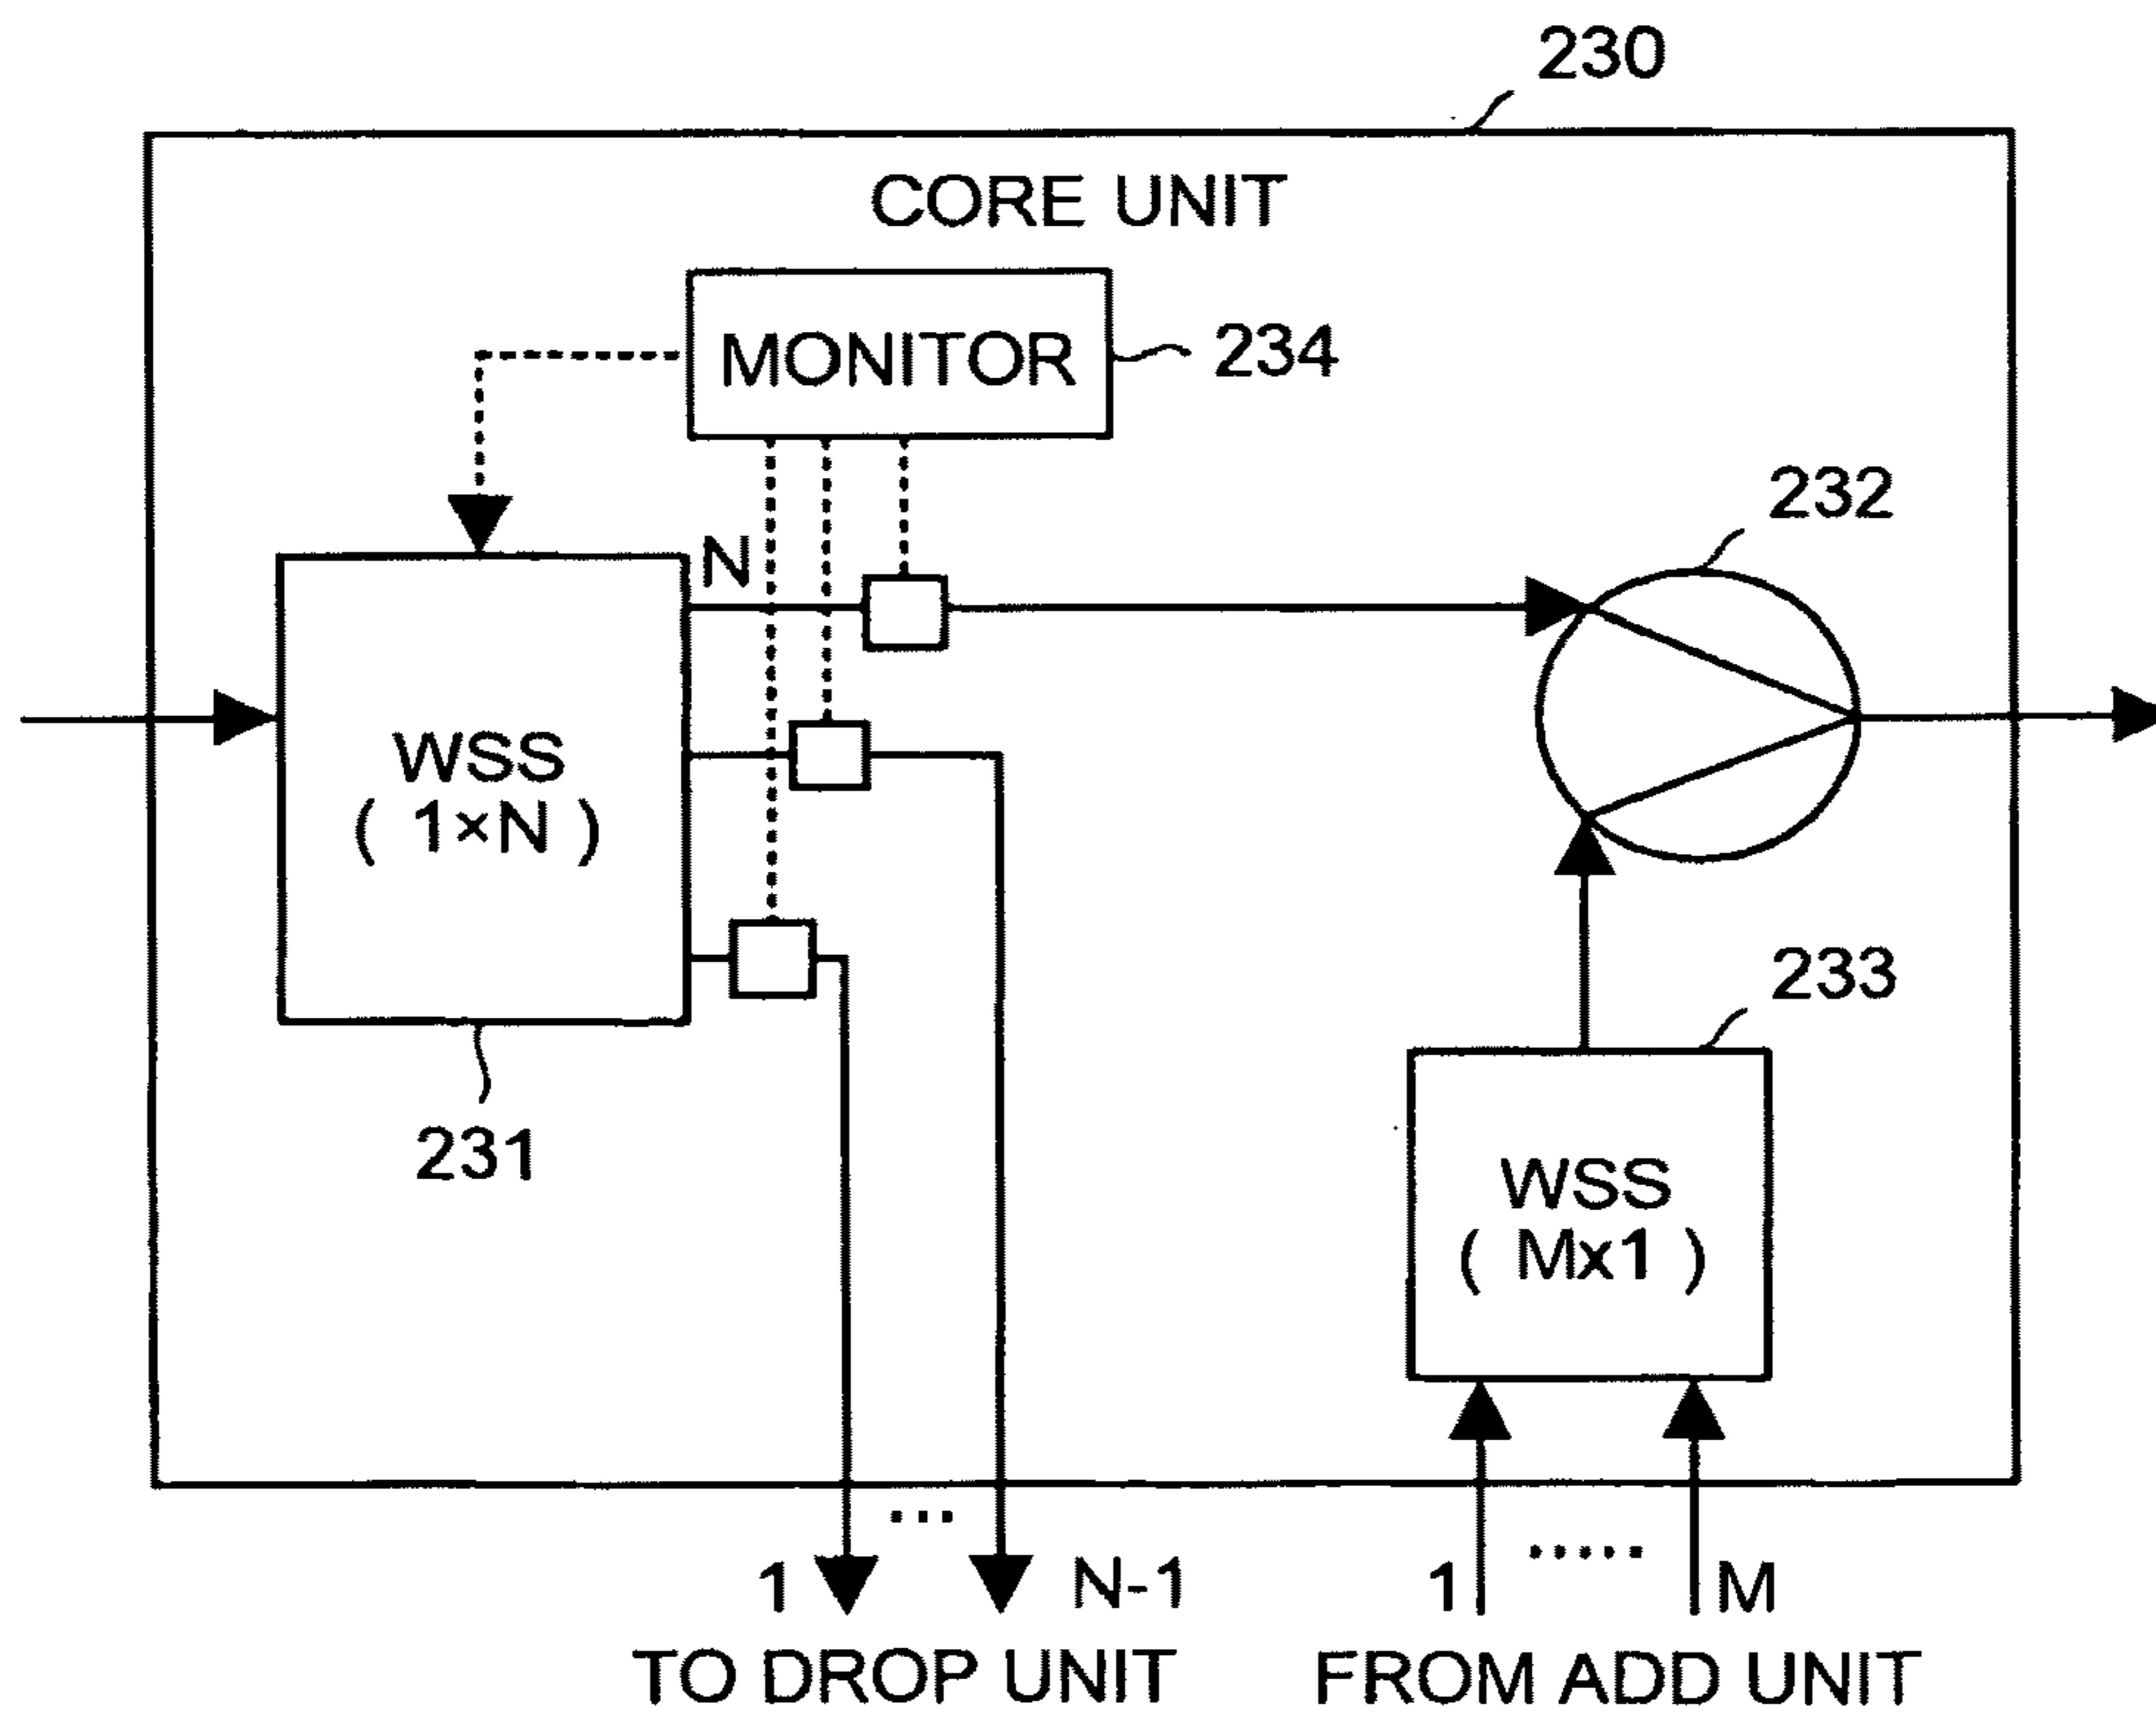 230
CORE UNIT
MONITOR
234
232
N
WSS
( 1×N )
233
231
WSS
( Mx1 )
...
.....
1
N-1
1
M
TO DROP UNIT
FROM ADD UNIT